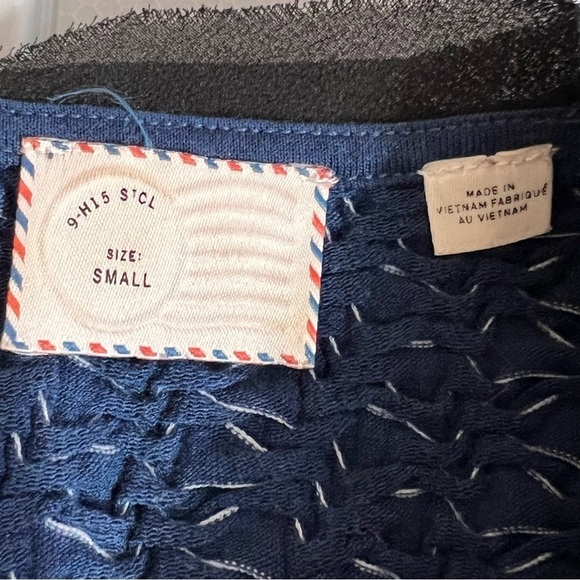 9-H15 STCL
SIZE:
SMALL
MADE IN
VIETNAM FABRIQUÉ
AU VIETNAM